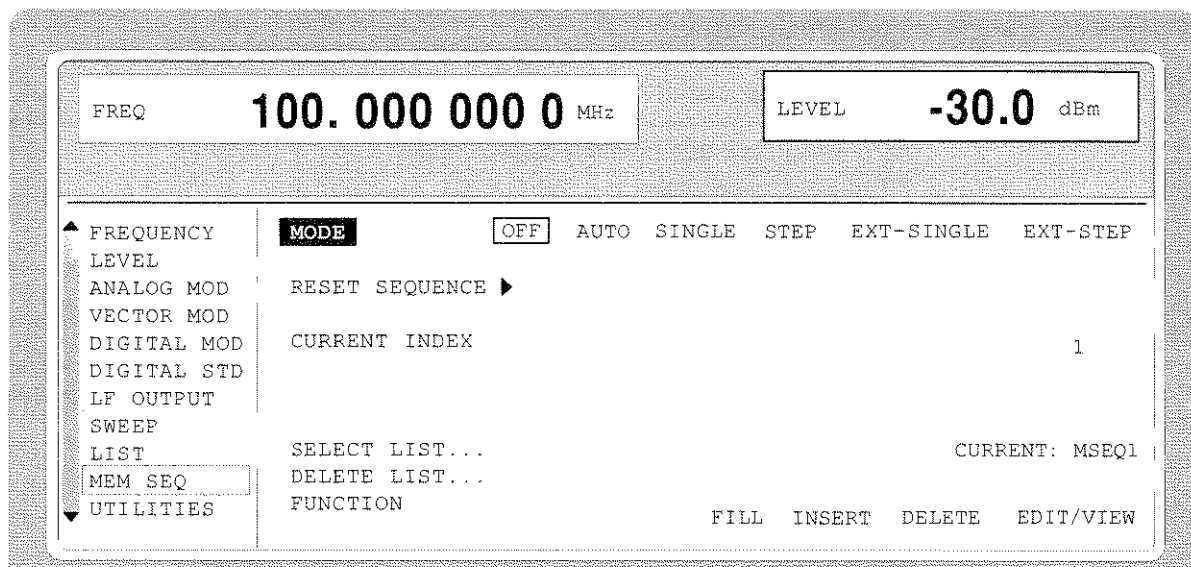 FREQ 100. 000 000 0 MHz LEVEL -30.0 dBm
FREQUENCY
LEVEL
ANALOG MOD
VECTOR MOD
DIGITAL MOD
DIGITAL STD
LF OUTPUT
SWEEP
LIST
MEM SEQ
UTILITIES
MODE OFF AUTO SINGLE STEP EXT-SINGLE EXT-STEP
RESET SEQUENCE
CURRENT INDEX 1
SELECT LIST... CURRENT: MSEQ1
DELETE LIST...
FUNCTION FILL INSERT DELETE EDIT/VIEW